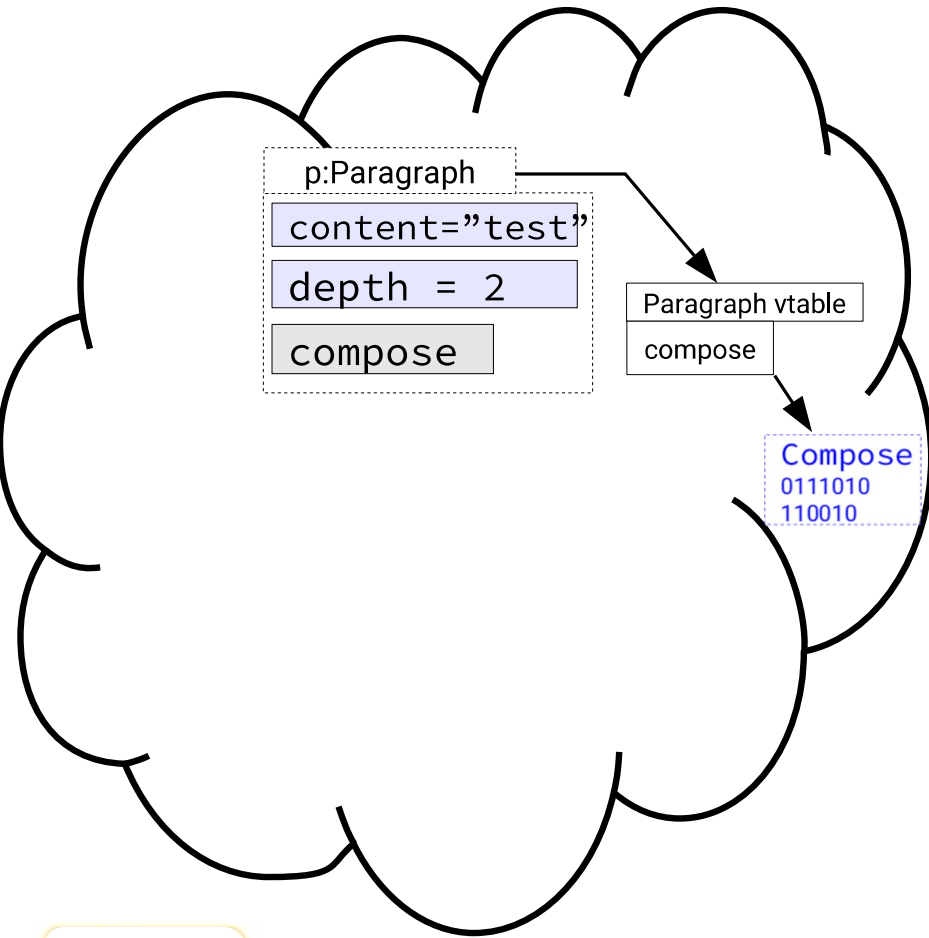 p:Paragraph
content=”test”
depth = 2
compose
Paragraph vtable
compose
Compose
0111010
110010